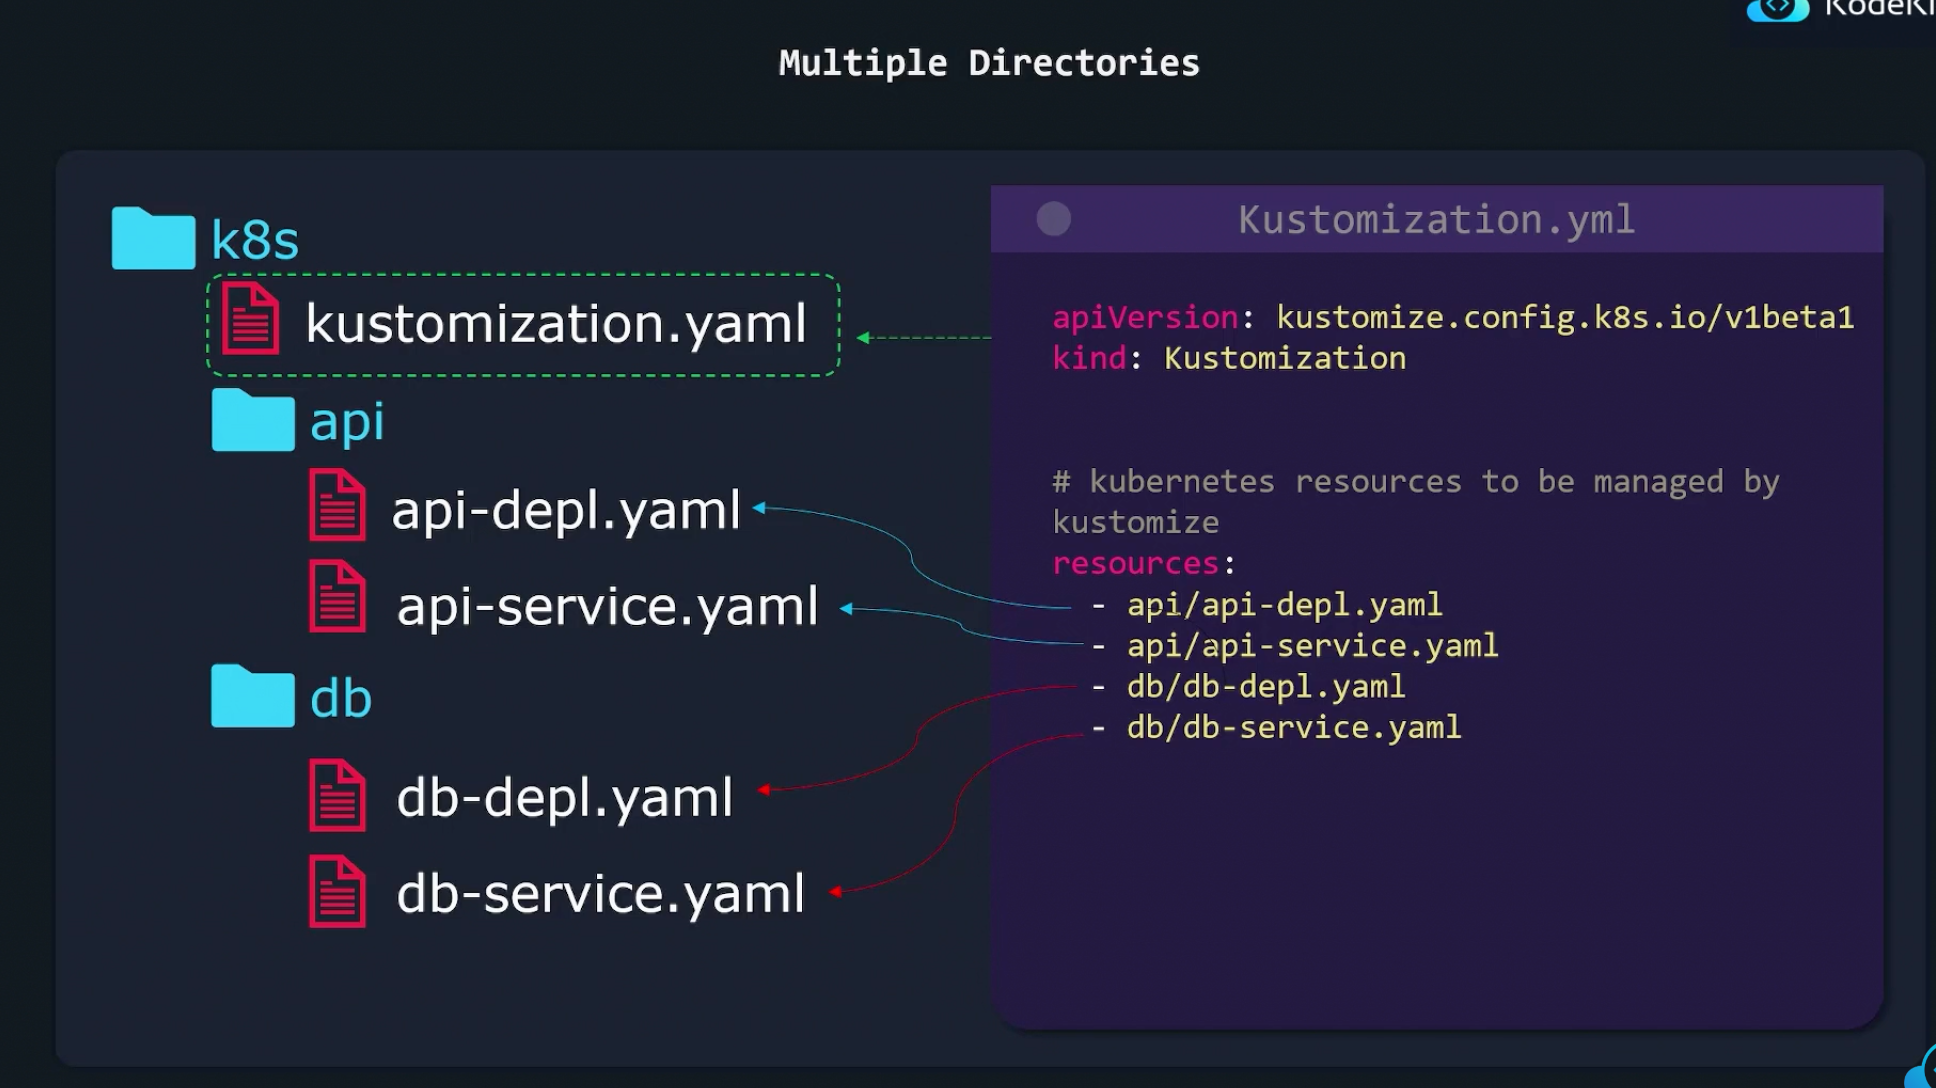 Multiple Directories
k8s
kustomization.yaml
api
api-depl.yaml
api-service.yaml
db
db-depl.yaml
db-service.yaml
Kustomization.yml
apiVersion: kustomize.config.k8s.io/v1beta1
kind: Kustomization
# kubernetes resources to be managed by
kustomize
resources:
- api/api-depl.yaml
- api/api-service.yaml
- db/db-depl.yaml
- db/db-service.yaml